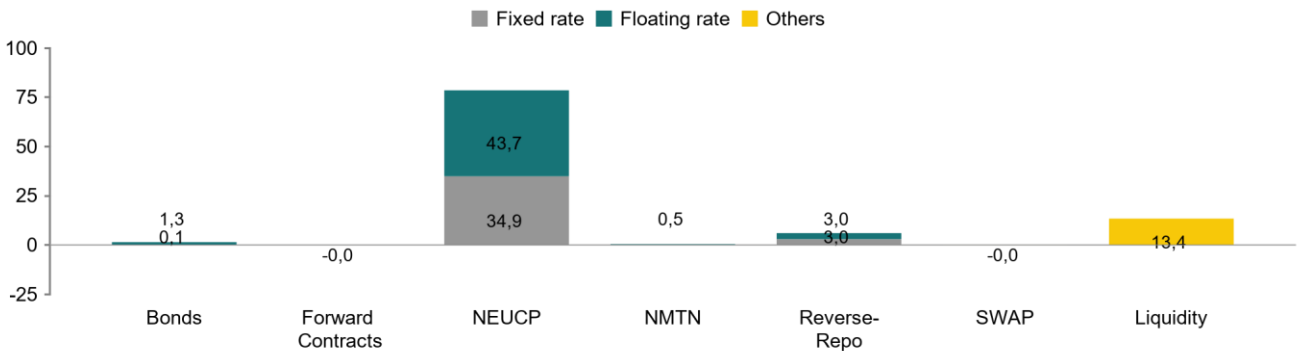 Fixed rate Floating rate Others
100
75
50
25
0
-25
1,3
0,1
-0,0
43,7
34,9
0,5
3,0
3,0
-0,0
13,4
Bonds
Forward
Contracts
NEUCP
NMTN
Reverse-
Repo
SWAP
Liquidity